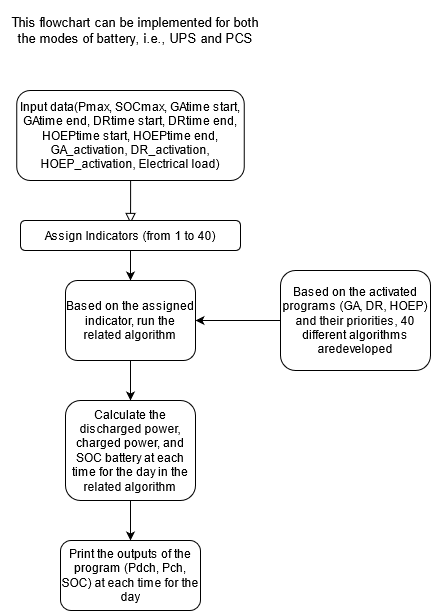 This flowchart can be implemented for both
the modes of battery, i.e., UPS and PCS
Input data(Pmax, SOCmax, GAtime start,
GAtime end, DRtime start, DRtime end,
HOEPtime start, HOEPtime end,
GA_activation, DR_activation,
HOEP_activation, Electrical load)
Assign Indicators (from 1 to 40)
Based on the assigned
indicator, run the
related algorithm
Based on the activated
programs (GA, DR, HOEP)
and their priorities, 40
different algorithms
aredeveloped
Calculate the
discharged power,
charged power, and
SOC battery at each
time for the day in the
related algorithm
Print the outputs of the
program (Pdch, Pch,
SOC) at each time for the
day